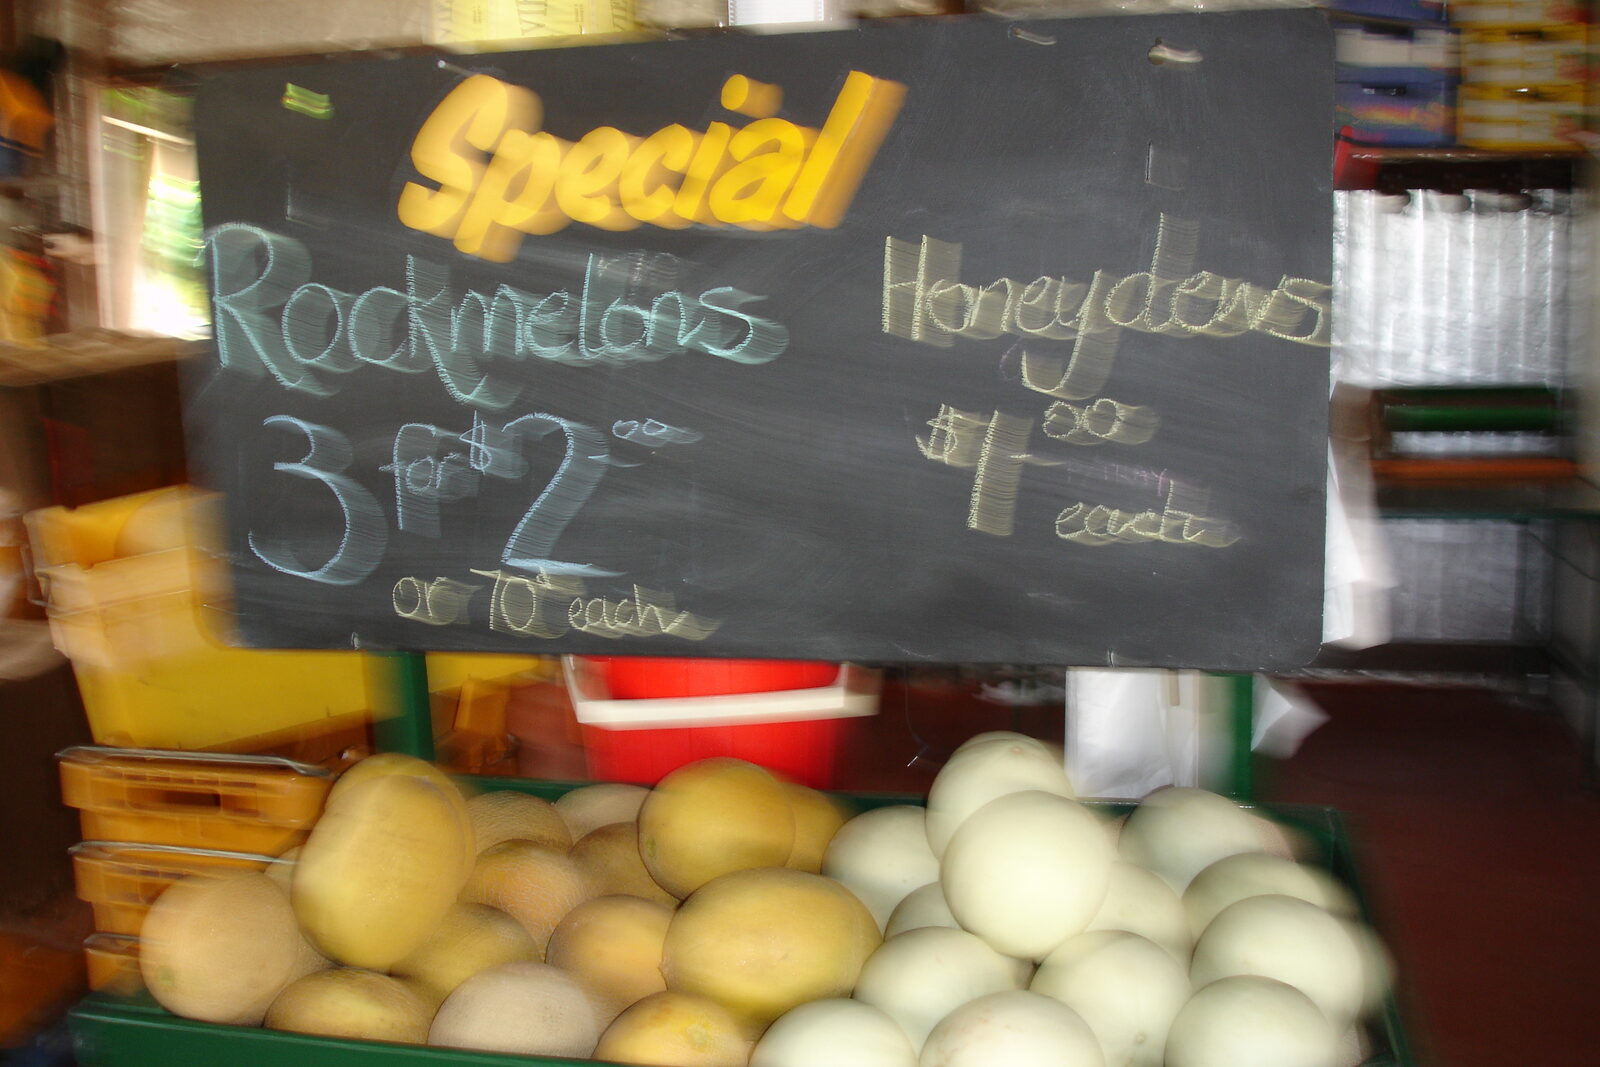 Special
Rockmelons
3 for $2.00
or 70¢ each
Honeydews
$1.00
each